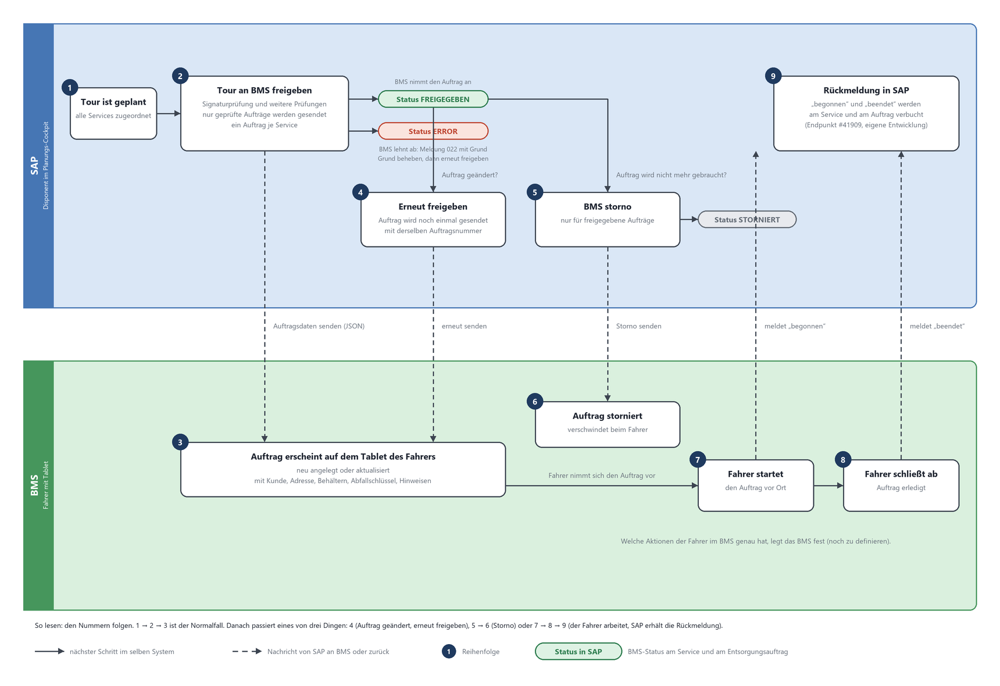 SAP
Disponent im Planungs-Cockpit
1
Tour ist geplant
alle Services zugeordnet
2
Tour an BMS freigeben
Signaturprüfung und weitere Prüfungen
nur geprüfte Aufträge werden gesendet
ein Auftrag je Service
BMS nimmt den Auftrag an
Status FREIGEGEBEN
Status ERROR
BMS lehnt ab: Meldung 022 mit Grund
Grund beheben, dann erneut freigeben
Auftrag geändert?
Auftrag wird nicht mehr gebraucht?
9
Rückmeldung in SAP
„begonnen“ und „beendet“ werden
am Service und am Auftrag verbucht
(Endpunkt #41909, eigene Entwicklung)
4
Erneut freigeben
Auftrag wird noch einmal gesendet
mit derselben Auftragsnummer
5
BMS storno
nur für freigegebene Aufträge
Status STORNIERT
Auftragsdaten senden (JSON)
erneut senden
Storno senden
meldet „begonnen“
meldet „beendet“
BMS
Fahrer mit Tablet
6
Auftrag storniert
verschwindet beim Fahrer
3
Auftrag erscheint auf dem Tablet des Fahrers
neu angelegt oder aktualisiert
mit Kunde, Adresse, Behältern, Abfallschlüssel, Hinweisen
Fahrer nimmt sich den Auftrag vor
7
Fahrer startet
den Auftrag vor Ort
8
Fahrer schließt ab
Auftrag erledigt
Welche Aktionen der Fahrer im BMS genau hat, legt das BMS fest (noch zu definieren).
So lesen: den Nummern folgen. 1 → 2 → 3 ist der Normalfall. Danach passiert eines von drei Dingen: 4 (Auftrag geändert, erneut freigeben), 5 → 6 (Storno) oder 7 → 8 → 9 (der Fahrer arbeitet, SAP erhält die Rückmeldung).
nächster Schritt im selben System
Nachricht von SAP an BMS oder zurück
1
Reihenfolge
Status in SAP
BMS-Status am Service und am Entsorgungsauftrag